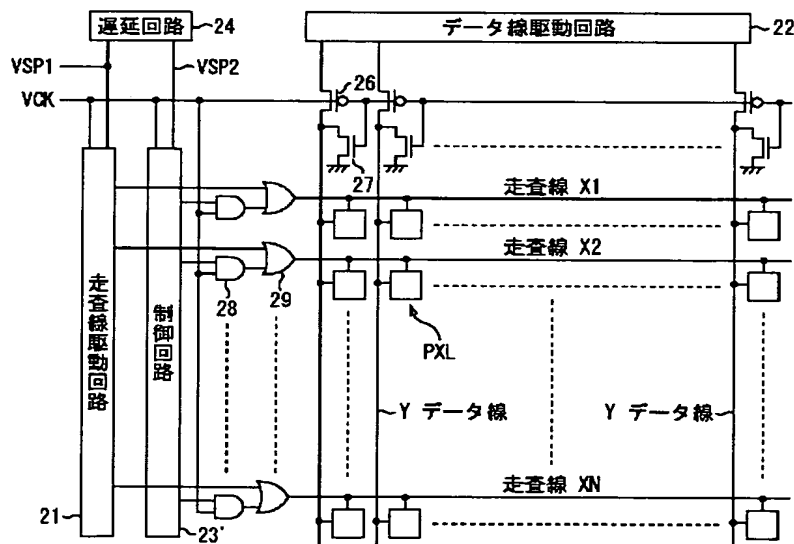 遅延回路
24
データ線駆動回路
22
VSP1
VSP2
VCK
26
27
走査線 X1
走査線 X2
28
29
PXL
走査線駆動回路
制御回路
Y データ線
Y データ線
走査線 XN
21
23'